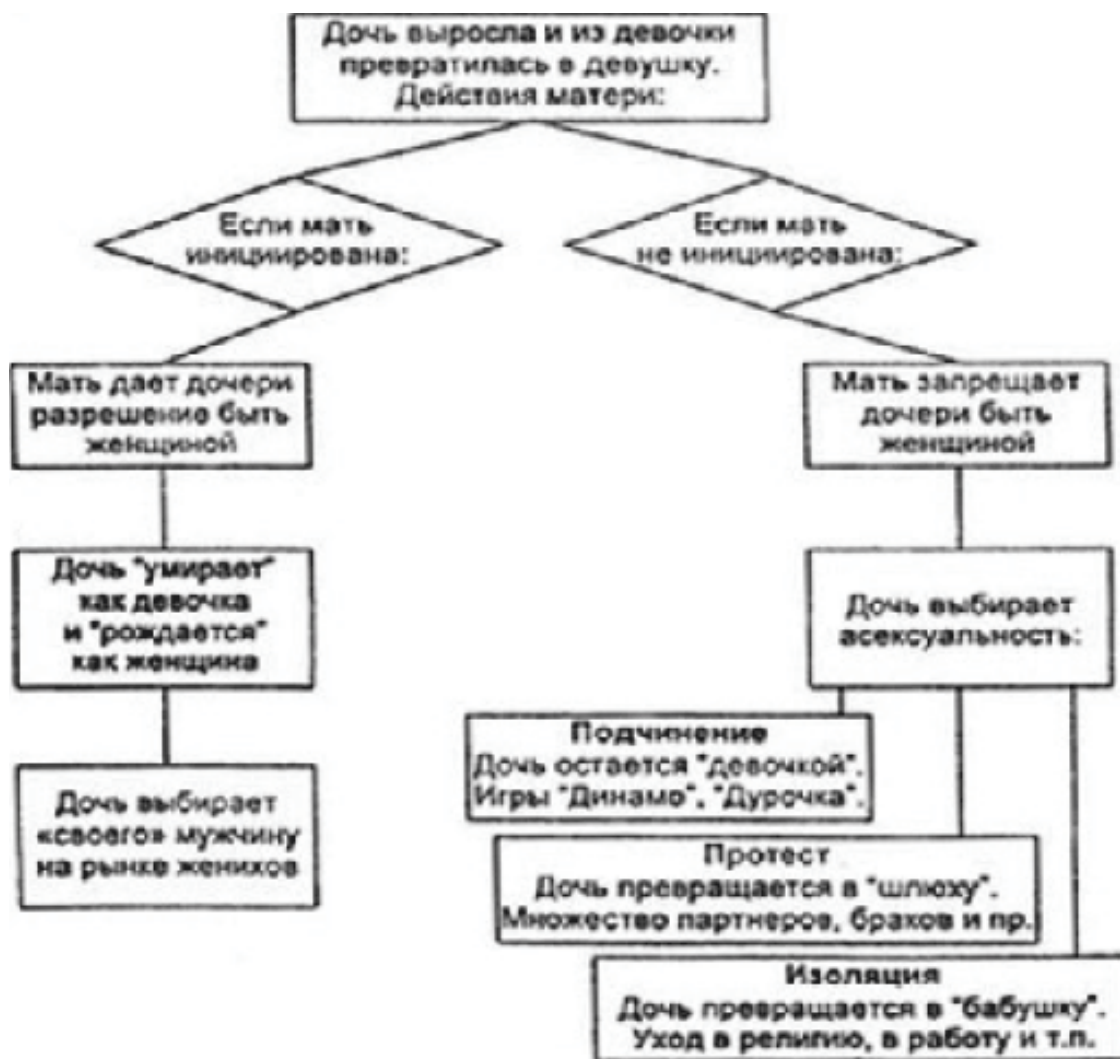 Дочь выросла и из девочки
превратилась в девушку.
Действия матери:
Если мать
инициирована:
Если мать
не инициирована:
Мать дает дочери
разрешение быть
женщиной
Мать запрещает
дочери быть
женщиной
Дочь "умирает"
как девочка
и "рождается"
как женщина
Дочь выбирает
асексуальность:
Дочь выбирает
«своего» мужчину
на рынке женихов
Подчинение
Дочь остается "девочкой".
Игры "Динамо", "Дурочка".
Протест
Дочь превращается в "шлюху".
Множество партнеров, браков и пр.
Изоляция
Дочь превращается в "бабушку".
Уход в религию, в работу и т.п.